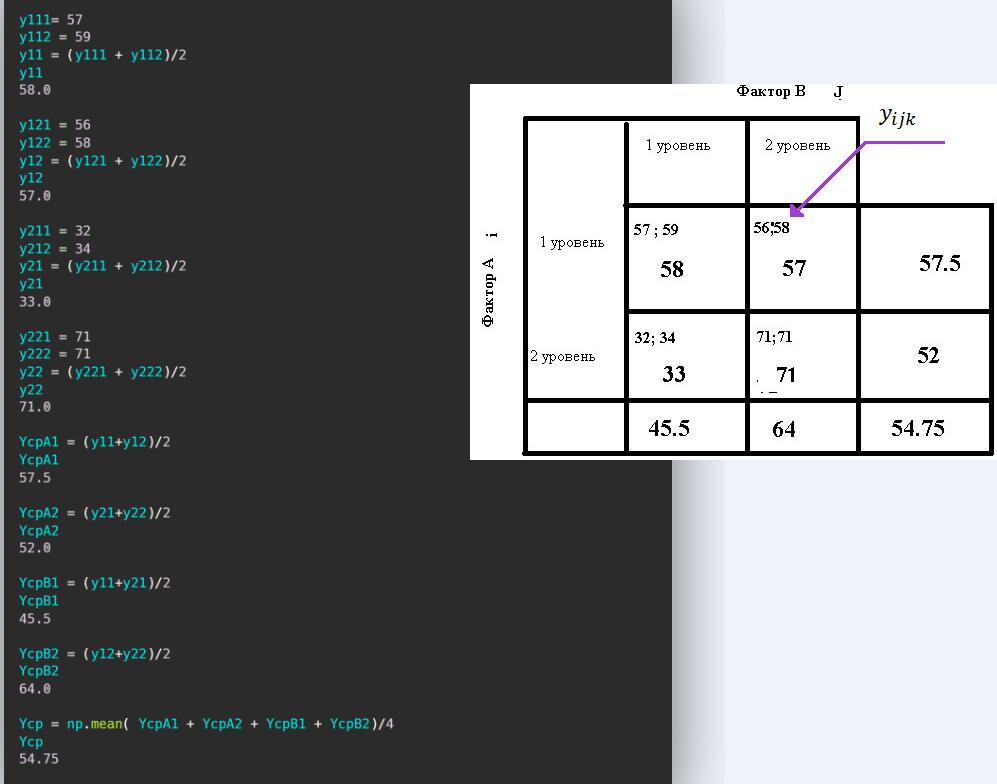 y111= 57
y112 = 59
y11 = (y111 + y112)/2
y11
58.0
y121 = 56
y122 = 58
y12 = (y121 + y122)/2
y12
57.0
y211 = 32
y212 = 34
y21 = (y211 + y212)/2
y21
33.0
y221 = 71
y222 = 71
y22 = (y221 + y222)/2
y22
71.0
YcpA1 = (y11+y12)/2
YcpA1
57.5
YcpA2 = (y21+y22)/2
YcpA2
52.0
YcpB1 = (y11+y21)/2
YcpB1
45.5
YcpB2 = (y12+y22)/2
YcpB2
64.0
Ycp = np.mean( YcpA1 + YcpA2 + YcpB1 + YcpB2)/4
Ycp
54.75
Фактор В J
yijk
1 уровень 2 уровень
Фактор А i
1 уровень
57 ; 59 56;58
58 57 57.5
2 уровень
32; 34 71;71
33 71 52
45.5 64 54.75